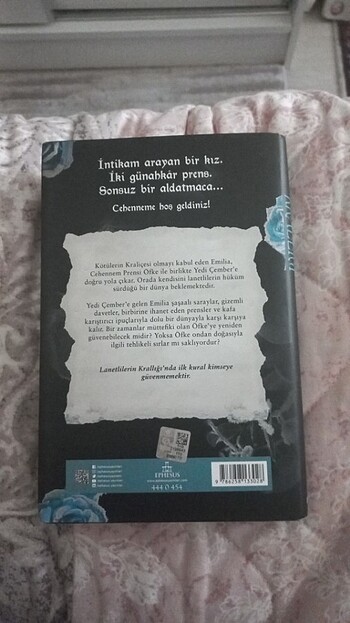 İntikam arayan bir kız.
İki günahkâr prens.
Sonsuz bir aldatmaca...
Cehenneme hoş geldiniz!
Kötülerin Kraliçesi olmayı kabul eden Emilia,
Cehennem Prensi Öfke ile birlikte Yedi Çember'e
doğru yola çıkar. Orada kendisini lanetlilerin hüküm
sürdüğü bir dünya beklemektedir.
Yedi Çember'e gelen Emilia şaşaalı saraylar, gizemli
davetler, birbirine ihanet eden prensler ve kafa
karıştırıcı ipuçlarıyla dolu bir dünyayla karşı karşıya
kalır. Bir zamanlar müttefiki olan Öfke'ye yeniden
güvenebilecek midir? Yoksa Öfke ondan doğasıyla
ilgili tehlikeli sırlar mı saklıyordur?
Lanetlilerin Krallığı'nda ilk kural kimseye
güvenmemektir.
EPHESUS
444 0 454
9 786258 133028